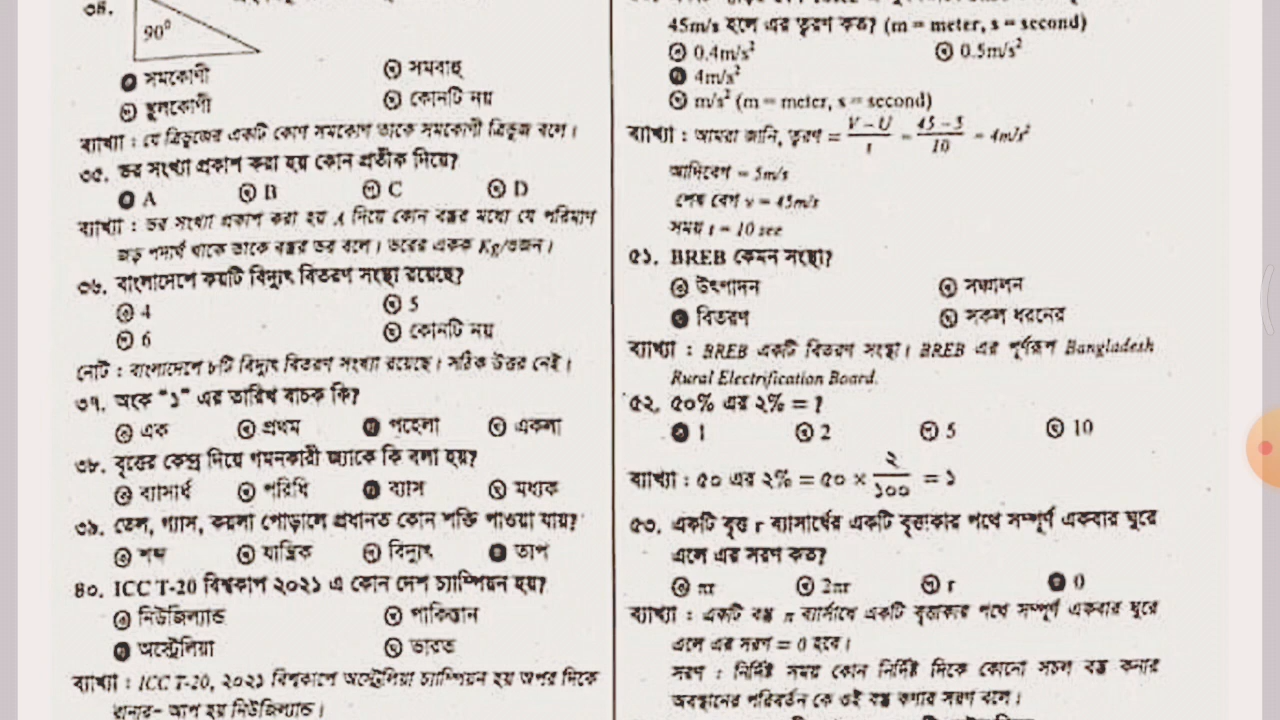 ৩৪.
90⁰
সমকোণী
সমবাহু
স্থূলকোণী
কোনটি নয়
ব্যাখ্যা : যে ত্রিভুজের একটি কোণ সমকোণ তাকে সমকোণী ত্রিভুজ বলে।
৩৫. ভর সংখ্যা প্রকাশ করা হয় কোন প্রতীক দিয়ে?
A B C D
ব্যাখ্যা : ভর সংখ্যা প্রকাশ করা হয় A দিয়ে কোন বস্তুর মধ্যে যে পরিমাণ
জড় পদার্থ থাকে তাকে বস্তুর ভর বলে। ভরের একক Kg/ওজন।
৩৬. বাংলাদেশে কয়টি বিদ্যুৎ বিতরণ সংস্থা রয়েছে?
4 5
6 কোনটি নয়
নোট : বাংলাদেশে ৮টি বিদ্যুৎ বিতরণ সংখ্যা রয়েছে। সঠিক উত্তর নেই।
৩৭. অংকে "১" এর তারিখ বাচক কি?
এক প্রথম পহেলা একলা
৩৮. বৃত্তের কেন্দ্র দিয়ে গমনকারী জ্যাকে কি বলা হয়?
ব্যাসার্ধ পরিধি ব্যাস মধ্যক
৩৯. তেল, গ্যাস, কয়লা পোড়ালে প্রধানত কোন শক্তি পাওয়া যায়?
শব্দ যান্ত্রিক বিদ্যুৎ তাপ
৪০. ICC T-20 বিশ্বকাপ ২০২১ এ কোন দেশ চ্যাম্পিয়ন হয়?
নিউজিল্যান্ড পাকিস্তান
অস্ট্রেলিয়া ভারত
ব্যাখ্যা : ICC T-20, ২০২১ বিশ্বকাপে অস্ট্রেলিয়া চ্যাম্পিয়ন হয় অপর দিকে
রানার- আপ হয় নিউজিল্যান্ড।
45m/s হলে এর ত্বরণ কত? (m = meter, s = second)
0.4m/s² 0.5m/s²
4m/s²
m/s² (m = meter, s = second)
ব্যাখ্যা : আমরা জানি, ত্বরণ = V – U / t = 45 – 5 / 10 = 4m/s²
আদিবেগ = 5m/s
শেষ বেগ v = 45m/s
সময় t = 10 sec
৫১. BREB কেমন সংস্থা?
উৎপাদন সঞ্চালন
বিতরণ সকল ধরনের
ব্যাখ্যা : BREB একটি বিতরণ সংস্থা। BREB এর পূর্ণরূপ Bangladesh
Rural Electrification Board.
৫২. ৫০% এর ২% = ?
1 2 5 10
ব্যাখ্যা : ৫০ এর ২% = ৫০ × ২ / ১০০ = ১
৫৩. একটি বৃত্ত r ব্যাসার্ধের একটি বৃত্তাকার পথে সম্পূর্ণ একবার ঘুরে
এলে এর সরণ কত?
πr 2πr r 0
ব্যাখ্যা : একটি বস্তু π ব্যার্সাধে একটি বৃত্তাকার পথে সম্পূর্ণ একবার ঘুরে
এলে এর সরণ = 0 হবে।
সরণ : নির্দিষ্ট সময় কোন নির্দিষ্ট দিকে কোনো সচল বস্তু কনার
অবস্থানের পরিবর্তন কে ওই বস্তু কণার সরণ বলে।